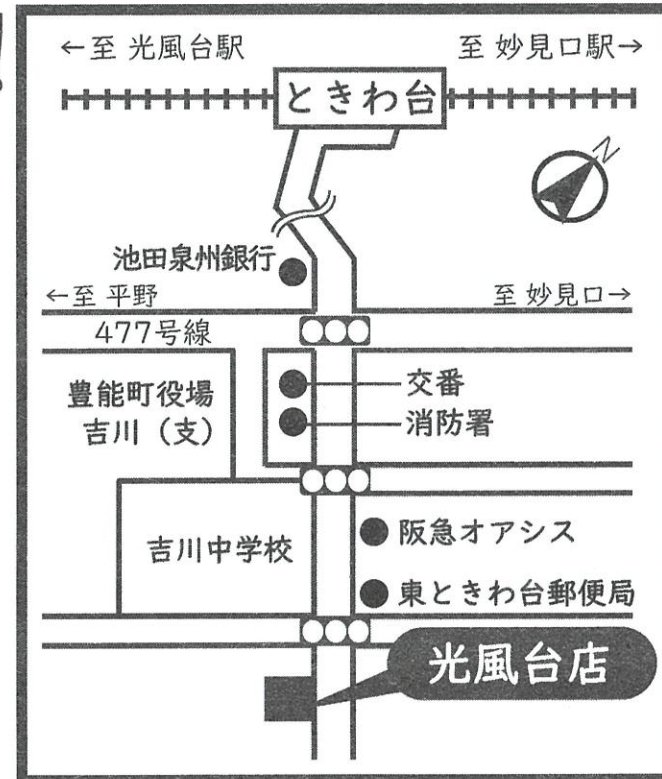 ←至 光風台駅
至 妙見口駅→
ときわ台
N
池田泉州銀行
←至 平野
至 妙見口→
477号線
豊能町役場
吉川（支）
交番
消防署
吉川中学校
阪急オアシス
東ときわ台郵便局
光風台店